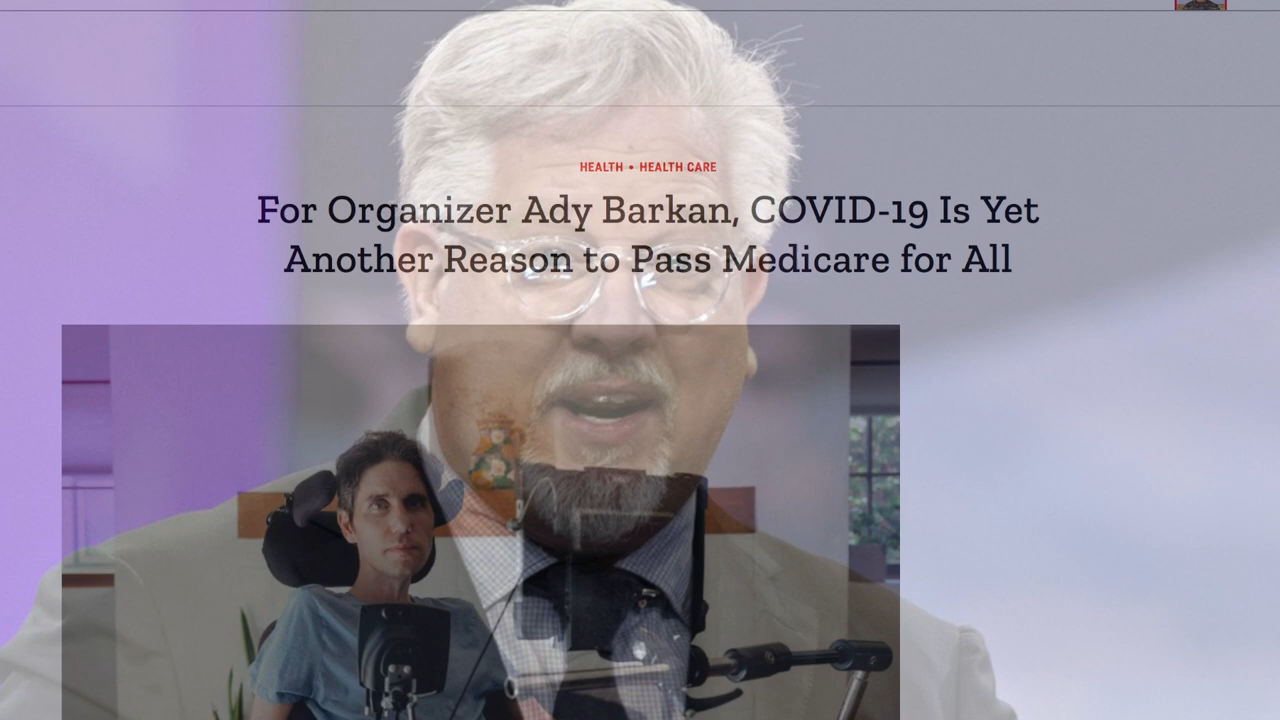 HEALTH • HEALTH CARE
For Organizer Ady Barkan, COVID-19 Is Yet
Another Reason to Pass Medicare for All